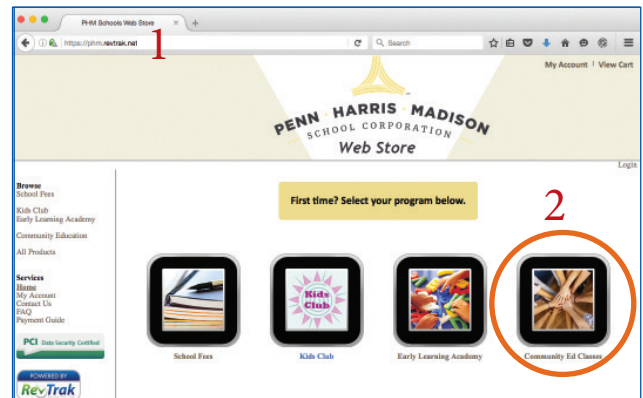 PHM Schools Web Store
1
https://phm.revtrak.net
Search
My Account | View Cart
PENN HARRIS MADISON
SCHOOL CORPORATION
Web Store
Login
Browse
School Fees
Kids Club
Early Learning Academy
Community Education
All Products
Services
Home
My Account
Contact Us
FAQ
Payment Guide
PCI Data Security Certified
POWERED BY
RevTrak
First time? Select your program below.
2
Kids
Club
School Fees
Kids Club
Early Learning Academy
Community Ed Classes